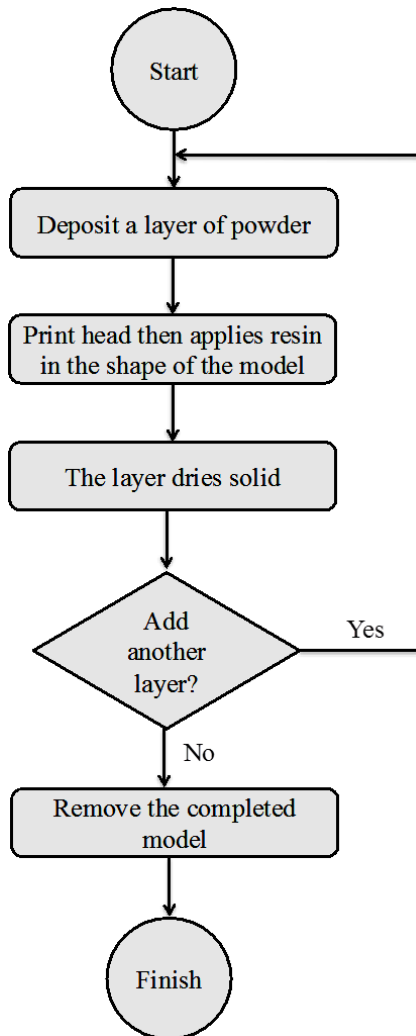 Start
Deposit a layer of powder
Print head then applies resin
in the shape of the model
The layer dries solid
Add
another
layer?
Yes
No
Remove the completed
model
Finish